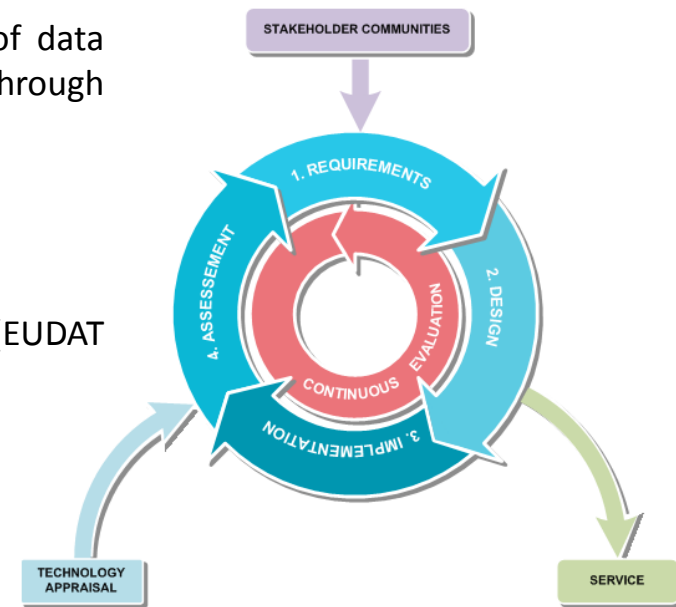 of data
hrough
EUDAT
STAKEHOLDER COMMUNITIES
1. REQUIREMENTS
2. DESIGN
3. IMPLEMENTATION
4. ASSESSEMENT
CONTINUOUS EVALUATION
TECHNOLOGY
APPRAISAL
SERVICE